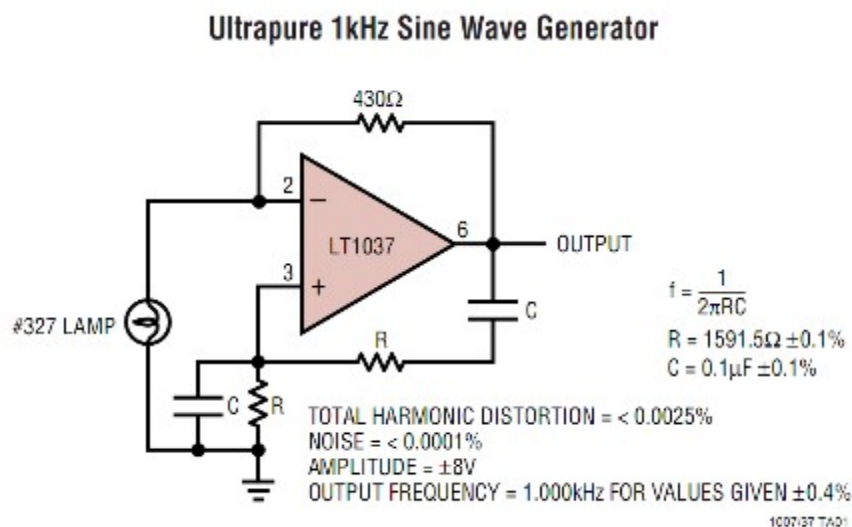 Ultrapure 1kHz Sine Wave Generator
430Ω
2
−
LT1037
6
OUTPUT
3
+
#327 LAMP
C
R
C
R
f = 1
2πRC
R = 1591.5Ω ±0.1%
C = 0.1µF ±0.1%
TOTAL HARMONIC DISTORTION = < 0.0025%
NOISE = < 0.0001%
AMPLITUDE = ±8V
OUTPUT FREQUENCY = 1.000kHz FOR VALUES GIVEN ±0.4%
1007/37 TA01